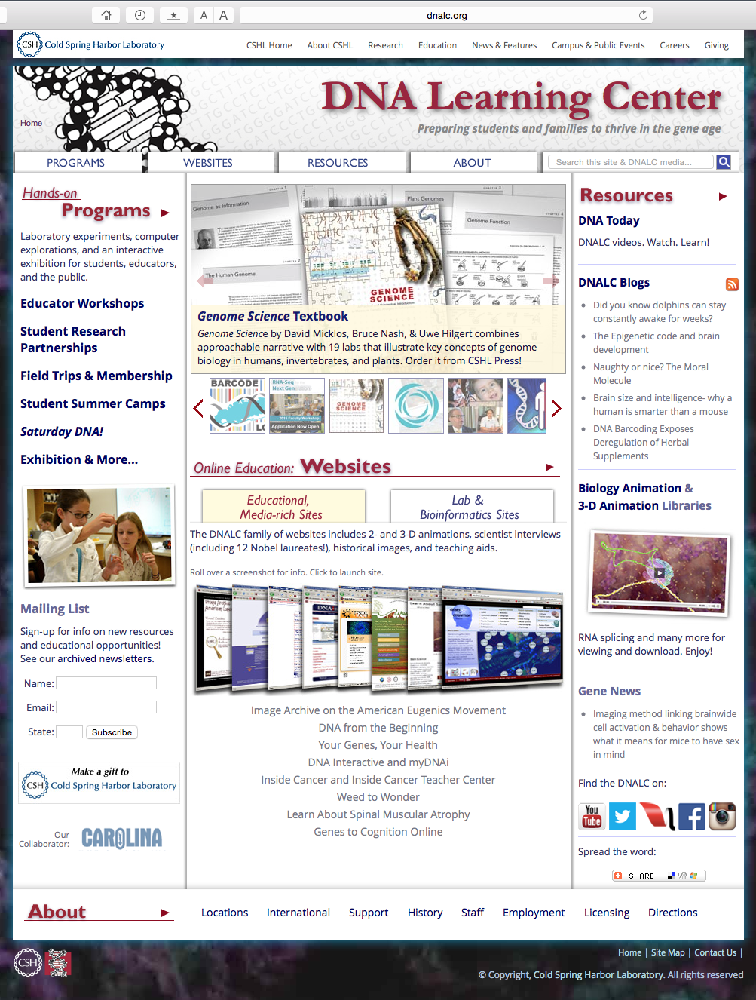 A A
dnalc.org
CSH Cold Spring Harbor Laboratory
CSHL Home About CSHL Research Education News & Features Campus & Public Events Careers Giving
DNA Learning Center
Preparing students and families to thrive in the gene age
Home
PROGRAMS WEBSITES RESOURCES ABOUT
Search this site & DNALC media...
Hands-on
Programs
Laboratory experiments, computer
explorations, and an interactive
exhibition for students, educators,
and the public.
Educator Workshops
Student Research
Partnerships
Field Trips & Membership
Student Summer Camps
Saturday DNA!
Exhibition & More...
Mailing List
Sign-up for info on new resources
and educational opportunities!
See our archived newsletters.
Name:
Email:
State: Subscribe
Make a gift to
CSH Cold Spring Harbor Laboratory
Our
Collaborator:
CAROLINA
CHAPTER 1
Genome as Information
CHAPTER 3
Plant Genomes
Genome Function
CHAPTER 2
The Human Genome
GENOME
SCIENCE
Genome Science Textbook
Genome Science by David Micklos, Bruce Nash, & Uwe Hilgert combines
approachable narrative with 19 labs that illustrate key concepts of genome
biology in humans, invertebrates, and plants. Order it from CSHL Press!
BARCODE
RNA-Seq
Next Gen
2015 Faculty Workshop
Application Now Open
GENOME
SCIENCE
Online Education: Websites
Educational,
Media-rich Sites
Lab &
Bioinformatics Sites
The DNALC family of websites includes 2- and 3-D animations, scientist interviews
(including 12 Nobel laureates!), historical images, and teaching aids.
Roll over a screenshot for info. Click to launch site.
Image Archive on the American Eugenics Movement
DNA from the Beginning
Your Genes, Your Health
DNA Interactive and myDNAi
Inside Cancer and Inside Cancer Teacher Center
Weed to Wonder
Learn About Spinal Muscular Atrophy
Genes to Cognition Online
Resources
DNA Today
DNALC videos. Watch. Learn!
DNALC Blogs
Did you know dolphins can stay
constantly awake for weeks?
The Epigenetic code and brain
development
Naughty or nice? The Moral
Molecule
Brain size and intelligence- why a
human is smarter than a mouse
DNA Barcoding Exposes
Deregulation of Herbal
Supplements
Biology Animation &
3-D Animation Libraries
RNA splicing and many more for
viewing and download. Enjoy!
Gene News
Imaging method linking brainwide
cell activation & behavior shows
what it means for mice to have sex
in mind
Find the DNALC on:
You
Tube
Spread the word:
SHARE ...
About
Locations International Support History Staff Employment Licensing Directions
CSH
Home | Site Map | Contact Us |
© Copyright, Cold Spring Harbor Laboratory. All rights reserved